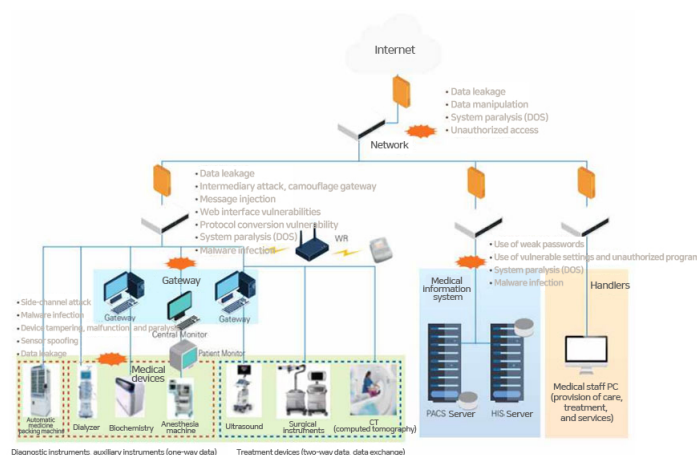 Internet
• Data leakage
• Data manipulation
• System paralysis (DOS)
• Unauthorized access
Network
• Data leakage
• Intermediary attack, camouflage gateway
• Message injection
• Web interface vulnerabilities
• Protocol conversion vulnerability
• System paralysis (DOS)
• Malware infection
WR
• Use of weak passwords
• Use of vulnerable settings and unauthorized program
• System paralysis (DOS)
• Malware infection
Gateway
Gateway
Gateway
Central Monitor
Patient Monitor
• Side-channel attack
• Malware infection
• Device tampering, malfunction, and paralysis
• Sensor spoofing
• Data leakage
Medical
devices
Automatic
medicine
packing machine
Dialyzer
Biochemistry
Anesthesia
machine
Ultrasound
Surgical
instruments
CT
(computed tomography)
Diagnostic instruments, auxiliary instruments (one-way data)
Treatment devices (two-way data, data exchange)
Medical
Information
system
PACS Server
HIS Server
Handlers
Medical staff PC
(provision of care,
treatment,
and services)